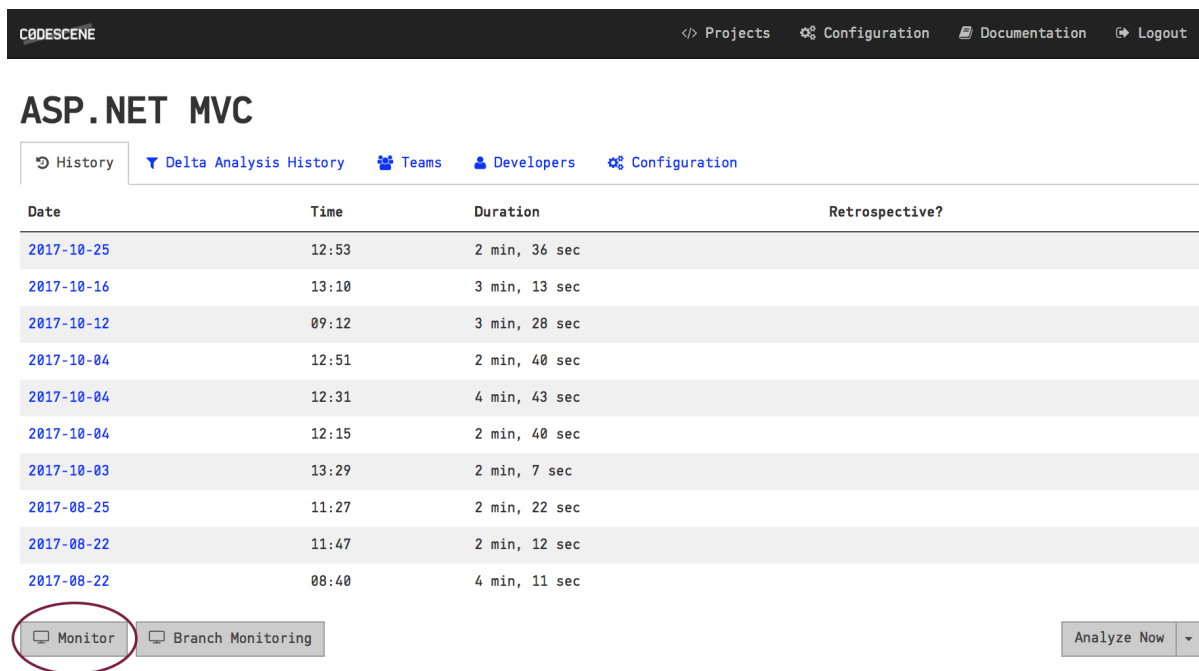 CODESCENE Projects Configuration Documentation Logout
ASP.NET MVC
History Delta Analysis History Teams Developers Configuration
Date Time Duration Retrospective?
2017-10-25 12:53 2 min, 36 sec
2017-10-16 13:10 3 min, 13 sec
2017-10-12 09:12 3 min, 28 sec
2017-10-04 12:51 2 min, 40 sec
2017-10-04 12:31 4 min, 43 sec
2017-10-04 12:15 2 min, 40 sec
2017-10-03 13:29 2 min, 7 sec
2017-08-25 11:27 2 min, 22 sec
2017-08-22 11:47 2 min, 12 sec
2017-08-22 08:40 4 min, 11 sec
Monitor Branch Monitoring Analyze Now